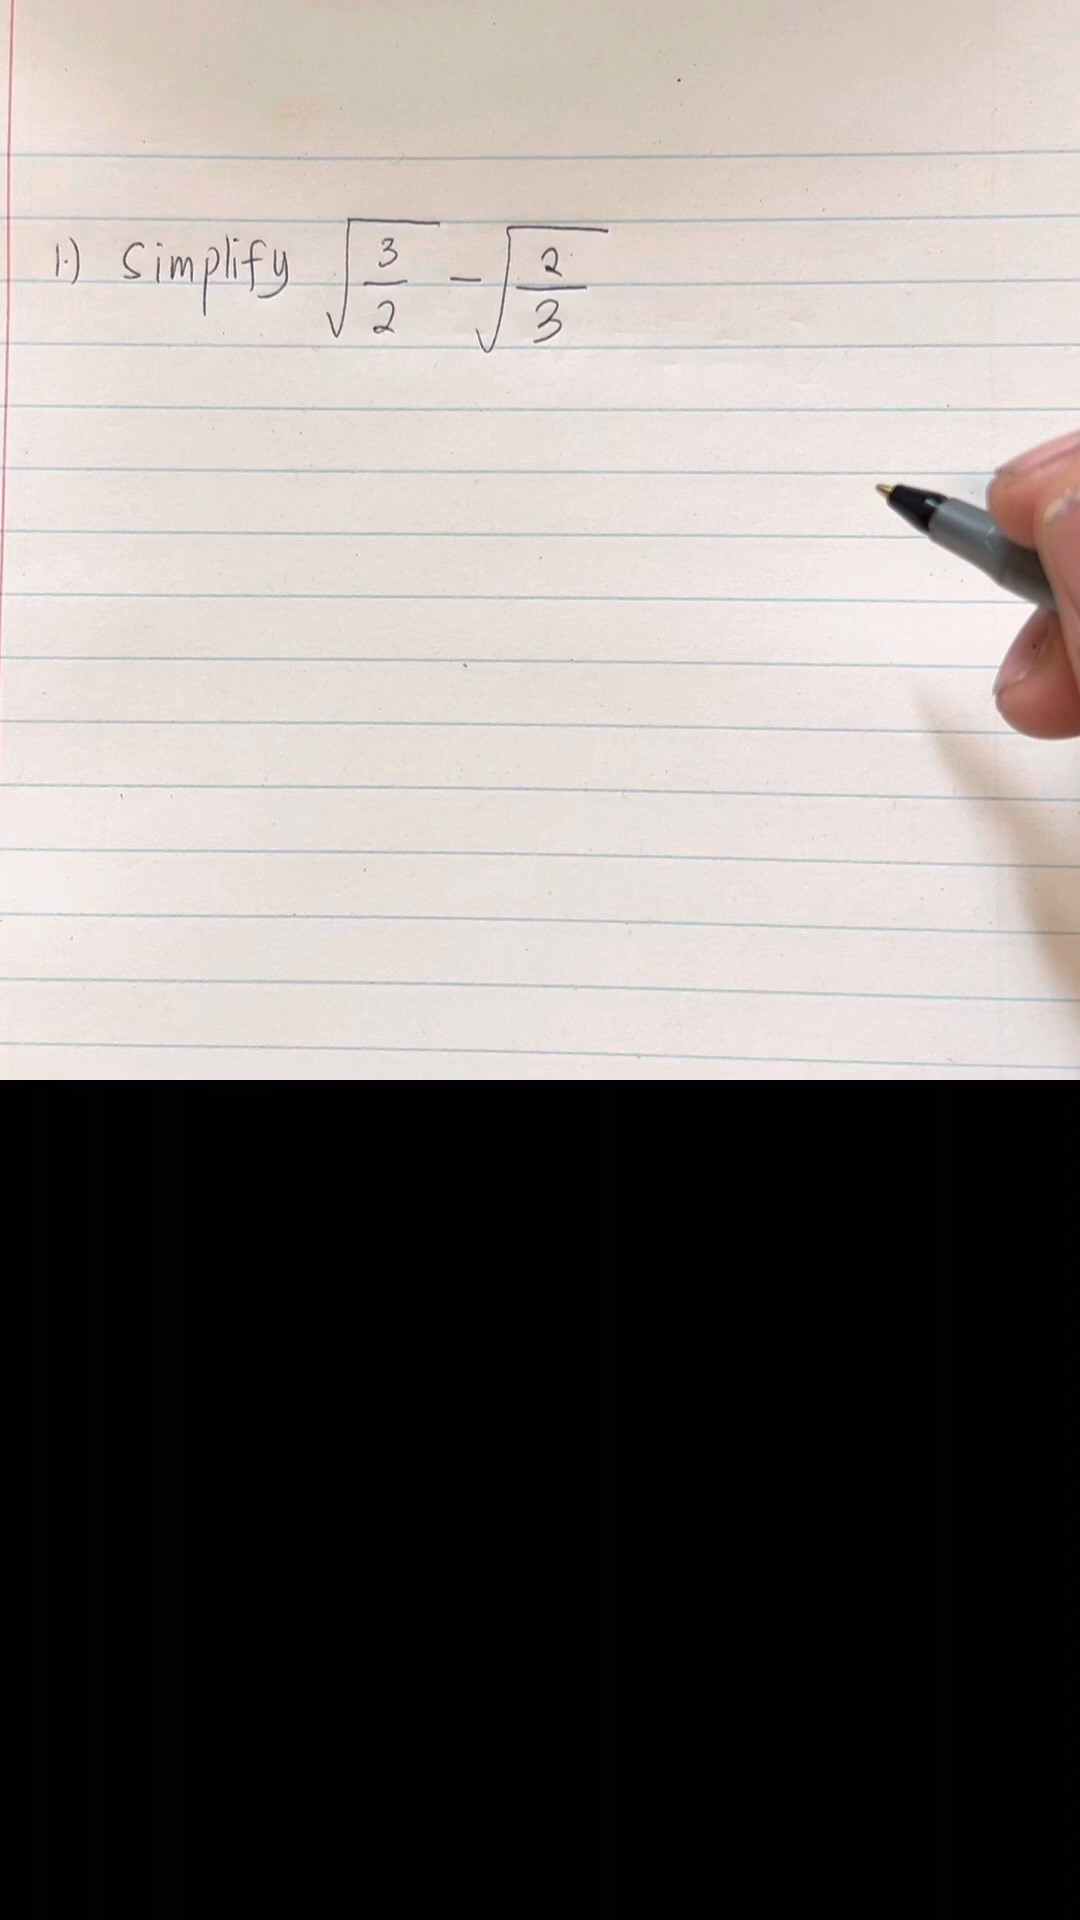 1.) Simplify √(3/2) - √(2/3)